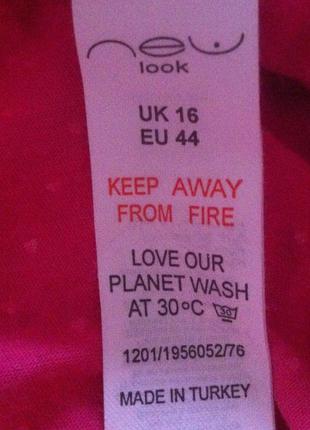 new
look
UK 16
EU 44
KEEP AWAY
FROM FIRE
LOVE OUR
PLANET WASH
AT 30°C 30
1201/1956052/76
MADE IN TURKEY